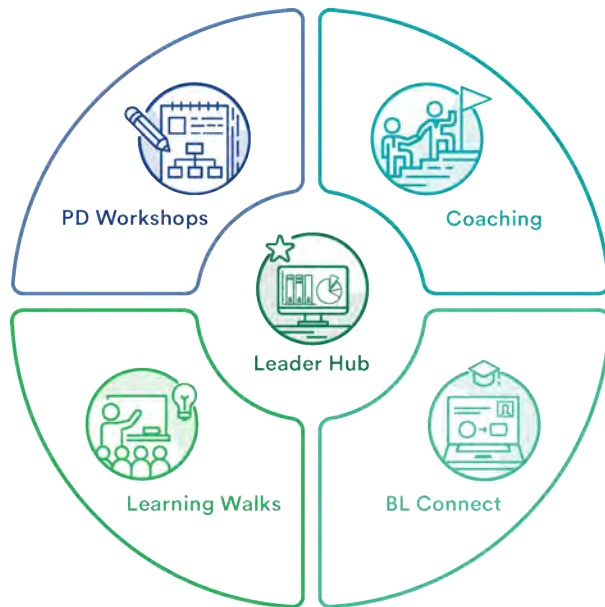 PD Workshops
Coaching
Leader Hub
Learning Walks
BL Connect